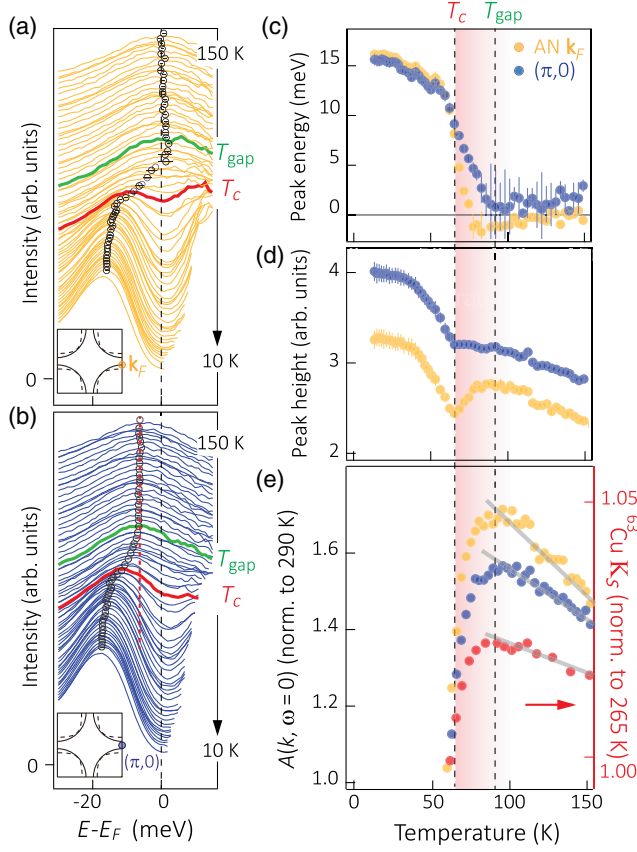 (a)
150 K
T_gap
T_c
k_F
10 K
0
Intensity (arb. units)
(b)
150 K
T_gap
T_c
(π,0)
10 K
0
Intensity (arb. units)
-20
0
E-E_F (meV)
T_c T_gap
(c)
AN k_F
(π,0)
15
10
5
0
Peak energy (meV)
(d)
4
3
2
Peak height (arb. units)
(e)
1.6
1.4
1.2
1.0
A(k, ω=0) (norm. to 290 K)
1.05
1.00
⁶³Cu K_S (norm. to 265 K)
0 50 100 150
Temperature (K)